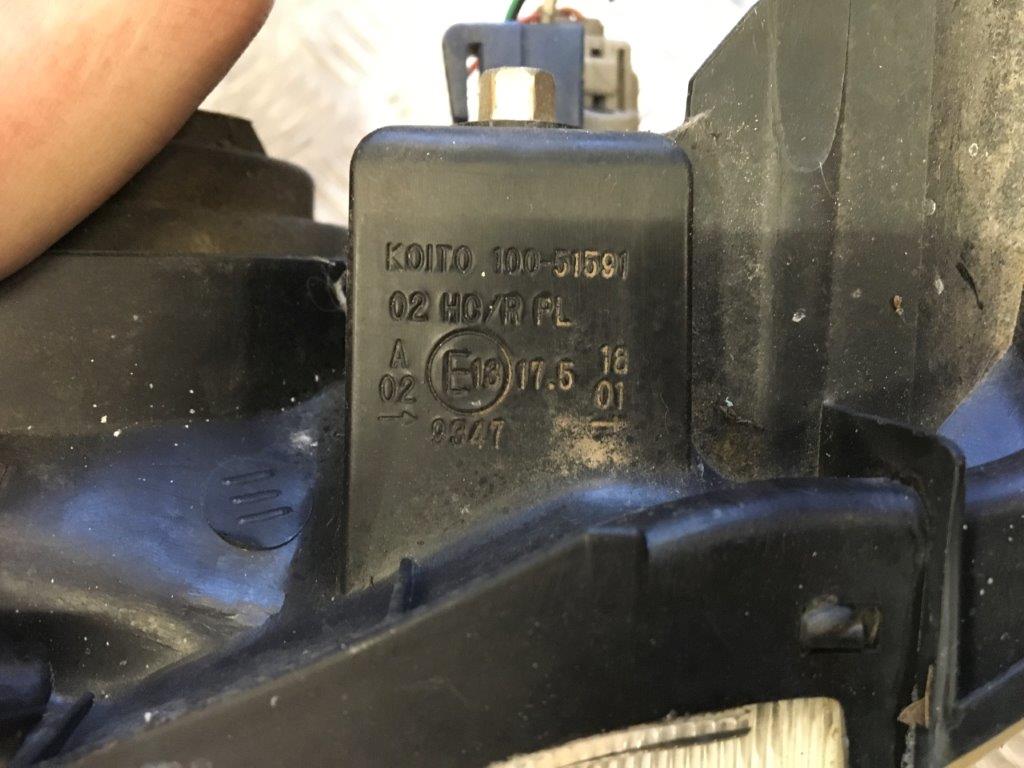 KOITO 100-51591
02 HC/R PL
A 02 → E13 17.5 18 01
9347